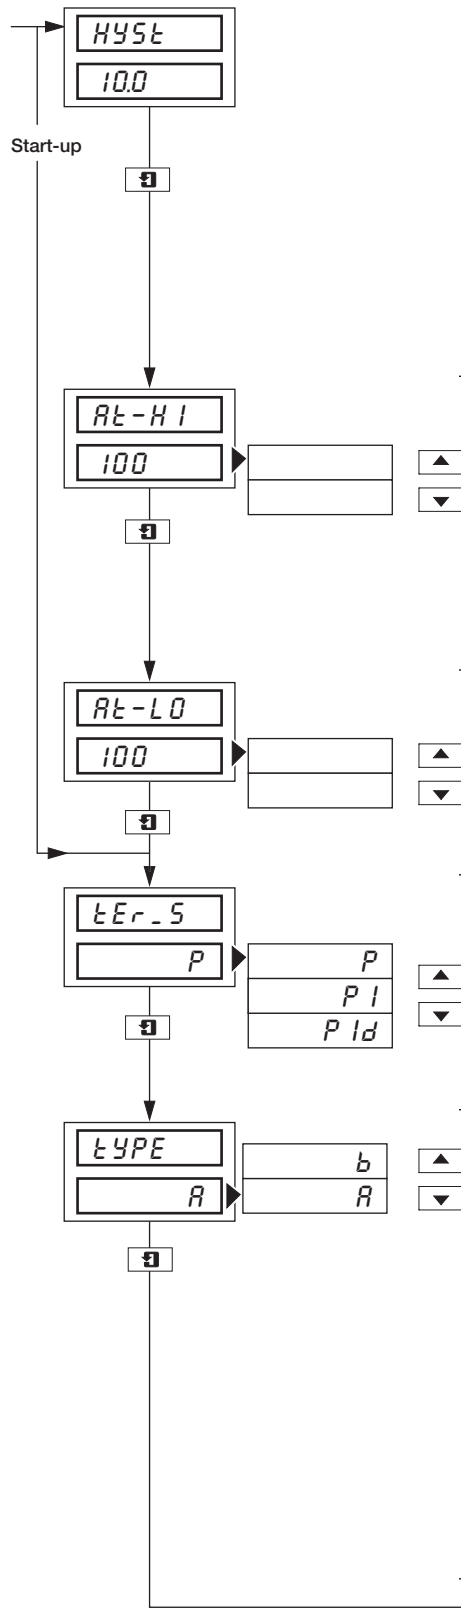 HYSt
10.0
Start-up
At-HI
100
At-LO
100
tEr_S
P
P
PI
PId
tYPE
A
b
A